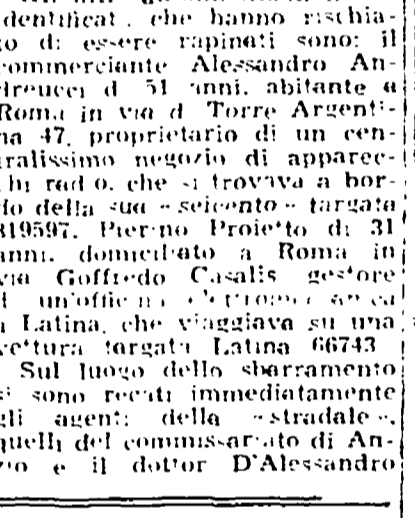 identificati, che hanno rischia-
to di essere rapinati sono: il
commerciante Alessandro An-
dreucci di 51 anni, abitante a
Roma in via di Torre Argenti-
na 47, proprietario di un cen-
tralissimo negozio di apparec-
chi radio, che si trovava a bor-
do della sua «seicento» targata
319597, Pierino Proietto di 31
anni, domiciliato a Roma in
via Goffredo Casalis gestore
di un'officina
a Latina, che viaggiava su una
vettura targata Latina 66743
Sul luogo dello sbarramento
si sono recati immediatamente
gli agenti della «stradale»,
quelli del commissariato di An-
zio e il dottor D'Alessandro